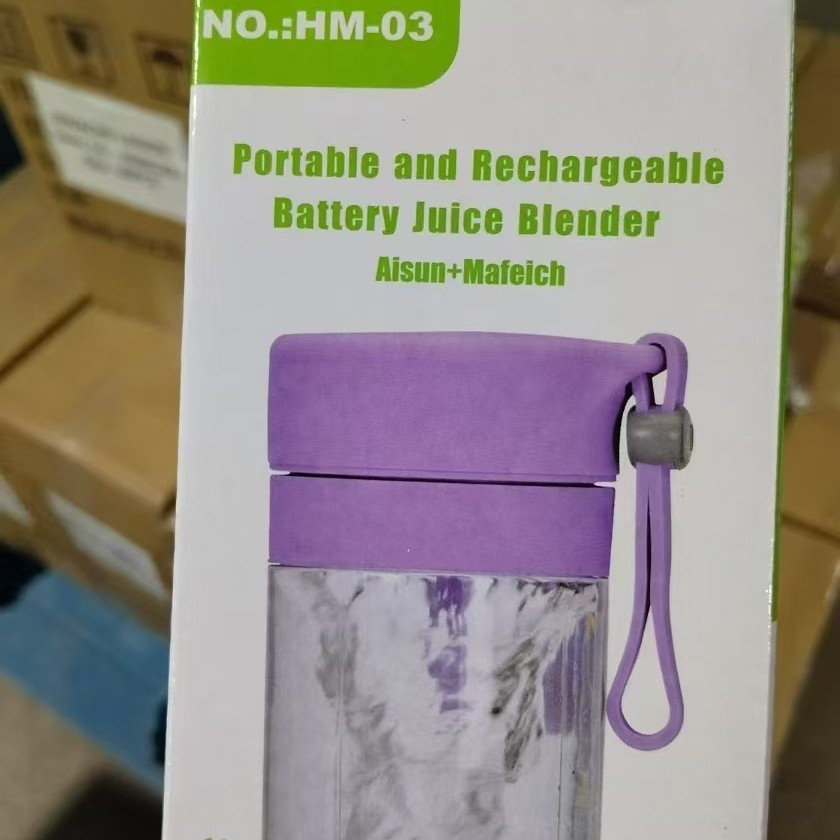 NO.:HM-03
Portable and Rechargeable
Battery Juice Blender
Aisun+Mafeich